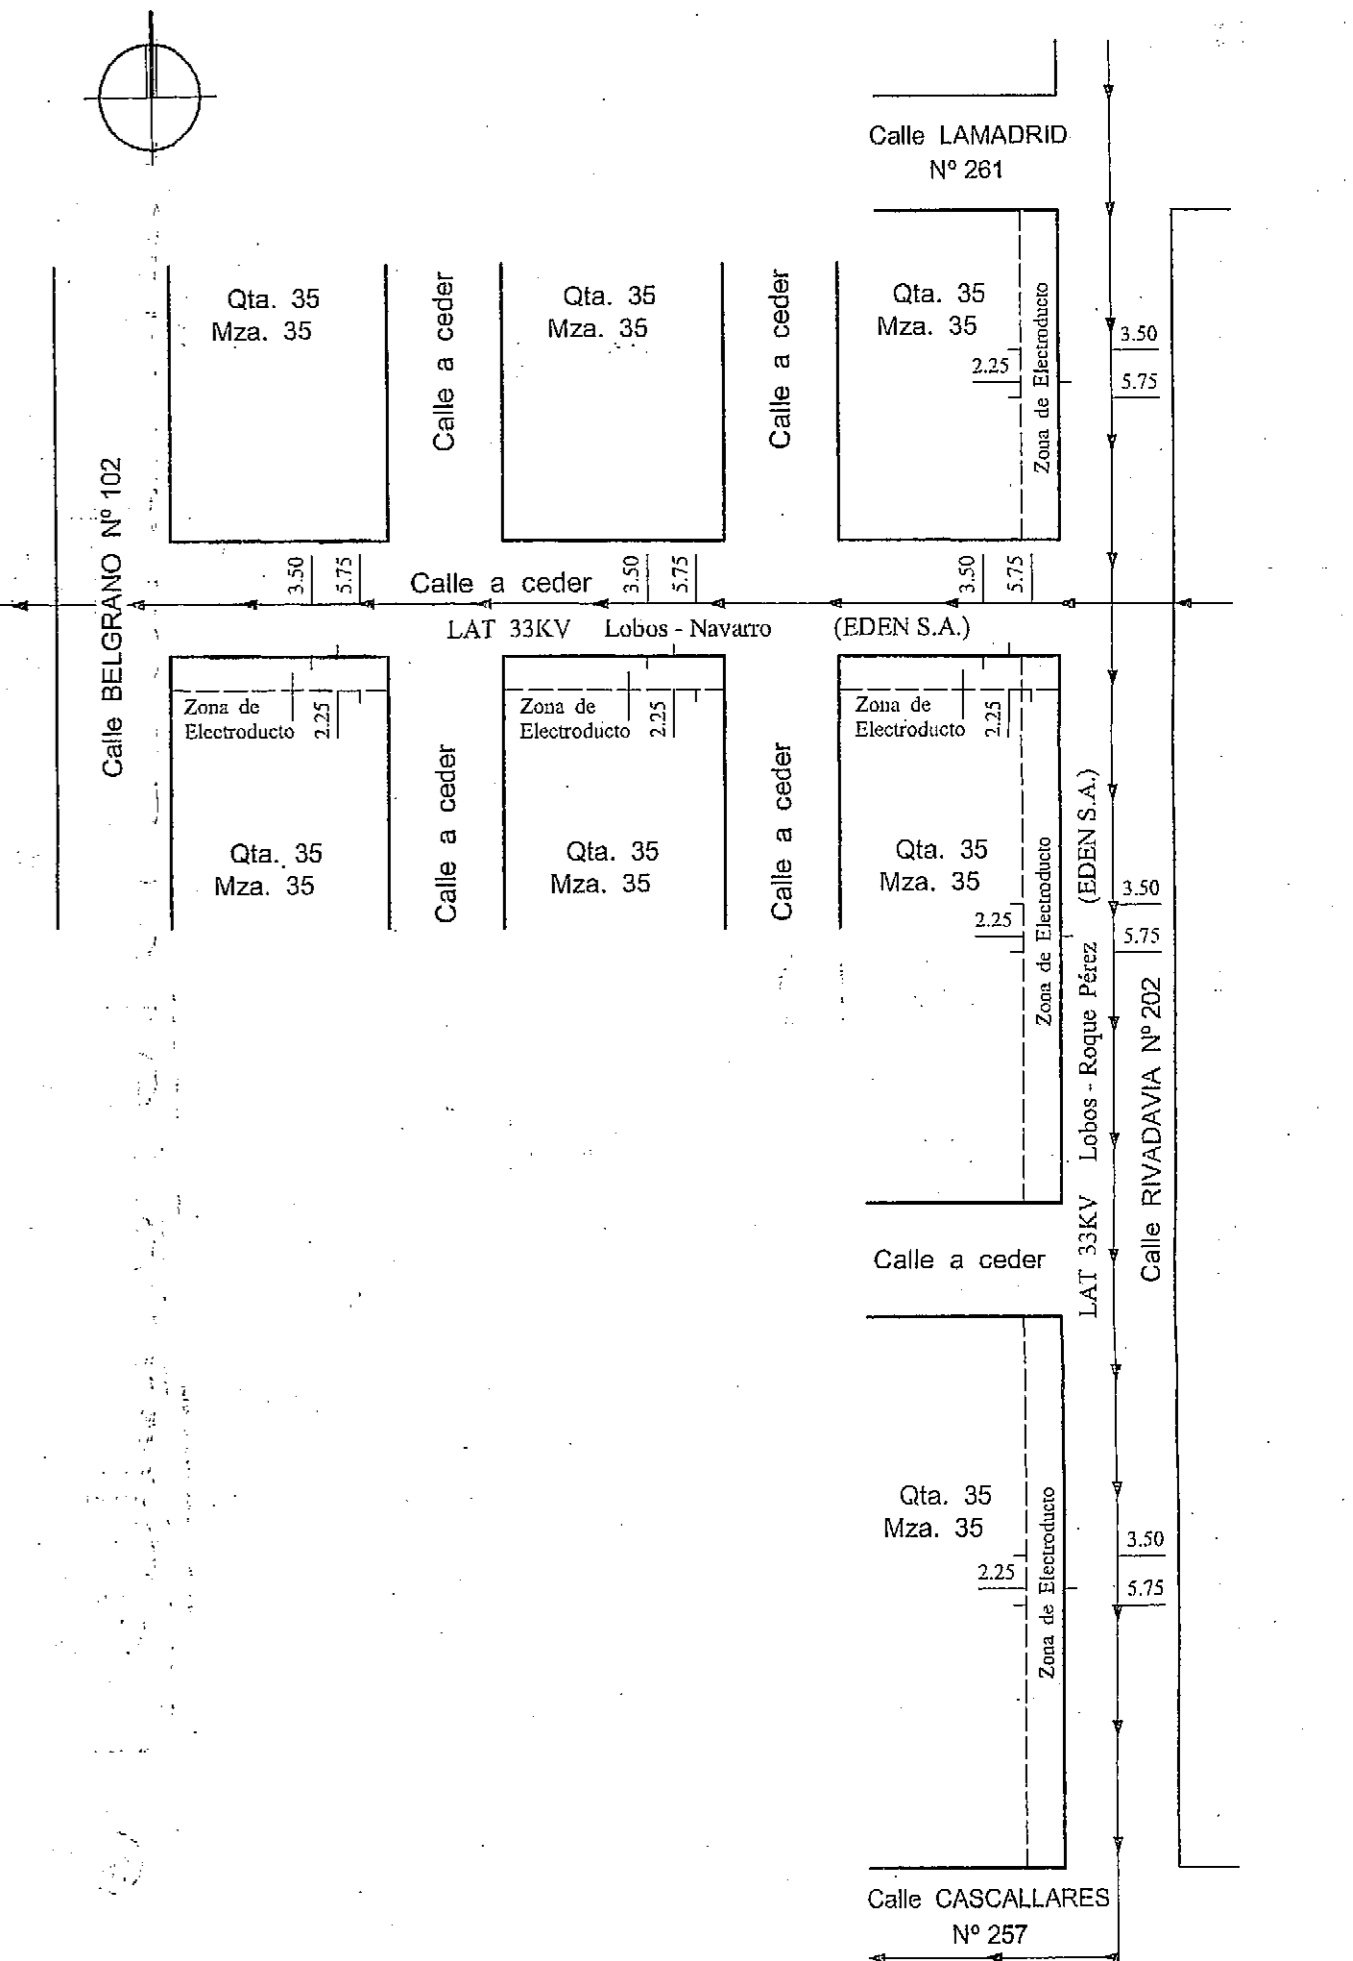 Calle LAMADRID
Nº 261
Qta. 35
Mza. 35
Calle a ceder
Qta. 35
Mza. 35
Calle a ceder
Qta. 35
Mza. 35
2.25
Zona de Electroducto
3.50
5.75
Calle BELGRANO Nº 102
3.50
5.75
Calle a ceder
3.50
5.75
3.50
5.75
LAT 33KV Lobos - Navarro (EDEN S.A.)
Zona de
Electroducto
2.25
Zona de
Electroducto
2.25
Zona de
Electroducto
2.25
Qta. 35
Mza. 35
Calle a ceder
Qta. 35
Mza. 35
Calle a ceder
Qta. 35
Mza. 35
2.25
Zona de Electroducto
LAT 33KV Lobos - Roque Pérez (EDEN S.A.)
3.50
5.75
Calle RIVADAVIA Nº 202
Calle a ceder
Qta. 35
Mza. 35
2.25
Zona de Electroducto
3.50
5.75
Calle CASCALLARES
Nº 257